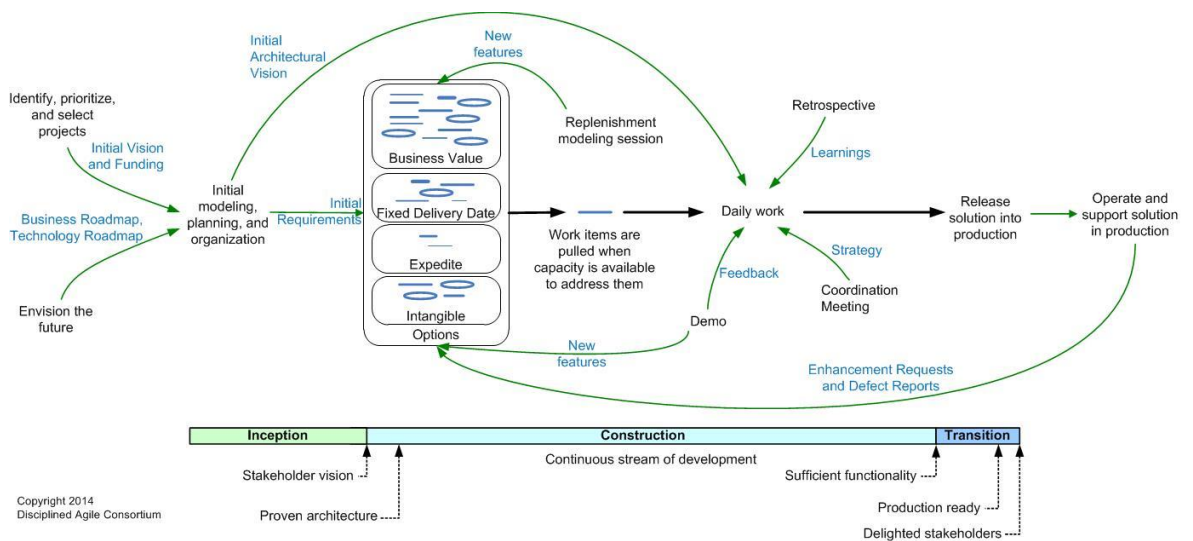 Initial
Architectural
Vision
New
features
Identify, prioritize,
and select
projects
Initial Vision
and Funding
Business Roadmap,
Technology Roadmap
Envision the
future
Initial
modeling,
planning, and
organization
Initial
Requirements
Business Value
Fixed Delivery Date
Expedite
Intangible
Options
Replenishment
modeling session
Work items are
pulled when
capacity is available
to address them
Retrospective
Learnings
Daily work
Feedback
Demo
Strategy
Coordination
Meeting
New
features
Release
solution into
production
Operate and
support solution
in production
Enhancement Requests
and Defect Reports
Inception
Construction
Transition
Continuous stream of development
Stakeholder vision
Proven architecture
Sufficient functionality
Production ready
Delighted stakeholders
Copyright 2014
Disciplined Agile Consortium